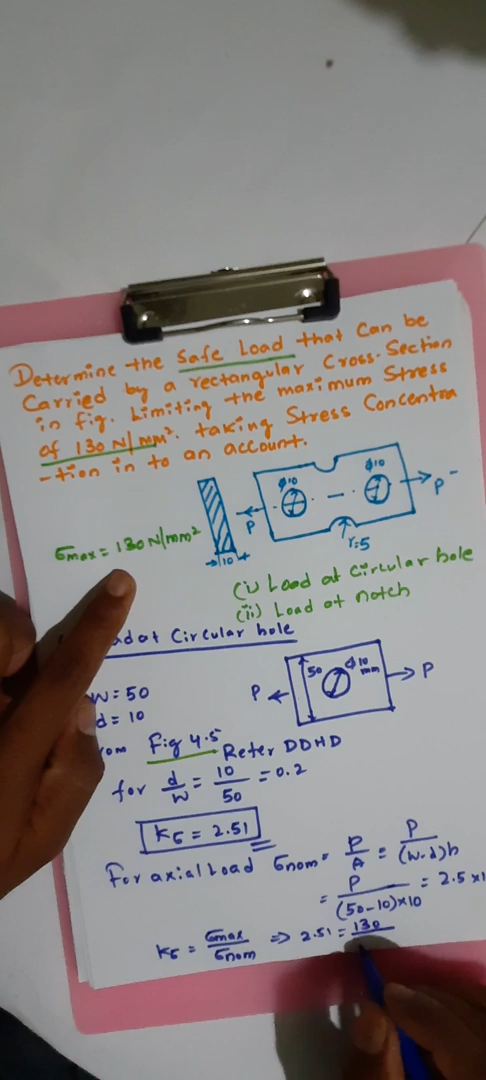 Determine the Safe Load that Can be
Carried by a rectangular Cross-Section
in fig. Limiting the maximum Stress
of 130 N/mm². taking Stress Concentra
-tion in to an account.
ϕ10 ϕ10
P P
→10←
r=5
σmax = 130 N/mm²
(i) Load at Circular hole
(ii) Load at notch
at Circular hole
50 ϕ10 mm
P P
W = 50
d = 10
Fig 4.5 Refer DDHD
for d/W = 10/50 = 0.2
Kσ = 2.51
For axial Load σnom = P/A = P/(W-d)h
= P/(50-10)×10 = 2.5×1
Kσ = σmax/σnom ⇒ 2.51 = 130